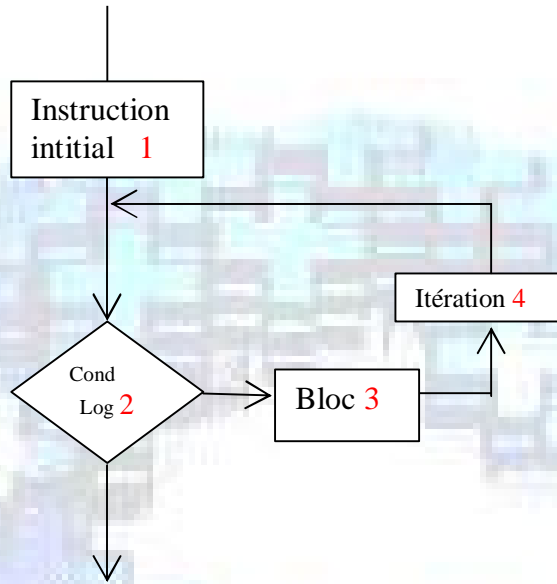 Instruction
intitial 1
Itération 4
Cond
Log 2
Bloc 3